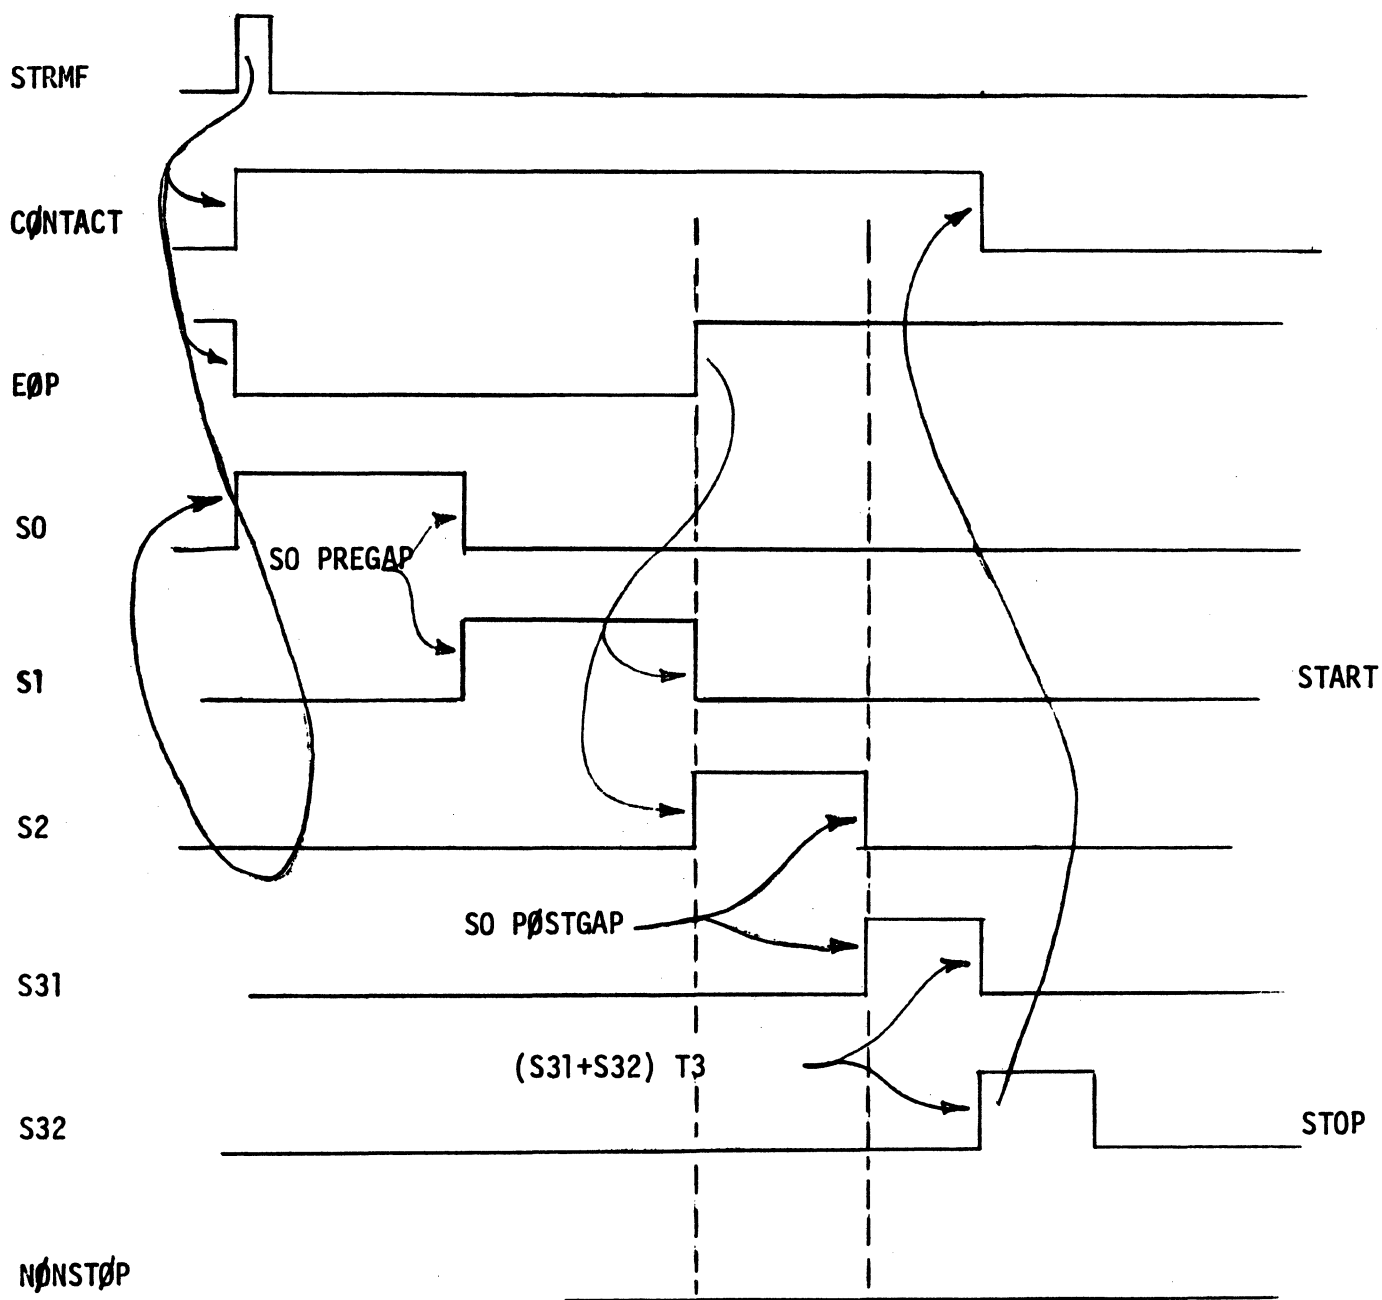 STRMF
CØNTACT
EØP
SO
SO PREGAP
S1
START
S2
SO PØSTGAP
S31
(S31+S32) T3
S32
STOP
NØNSTØP